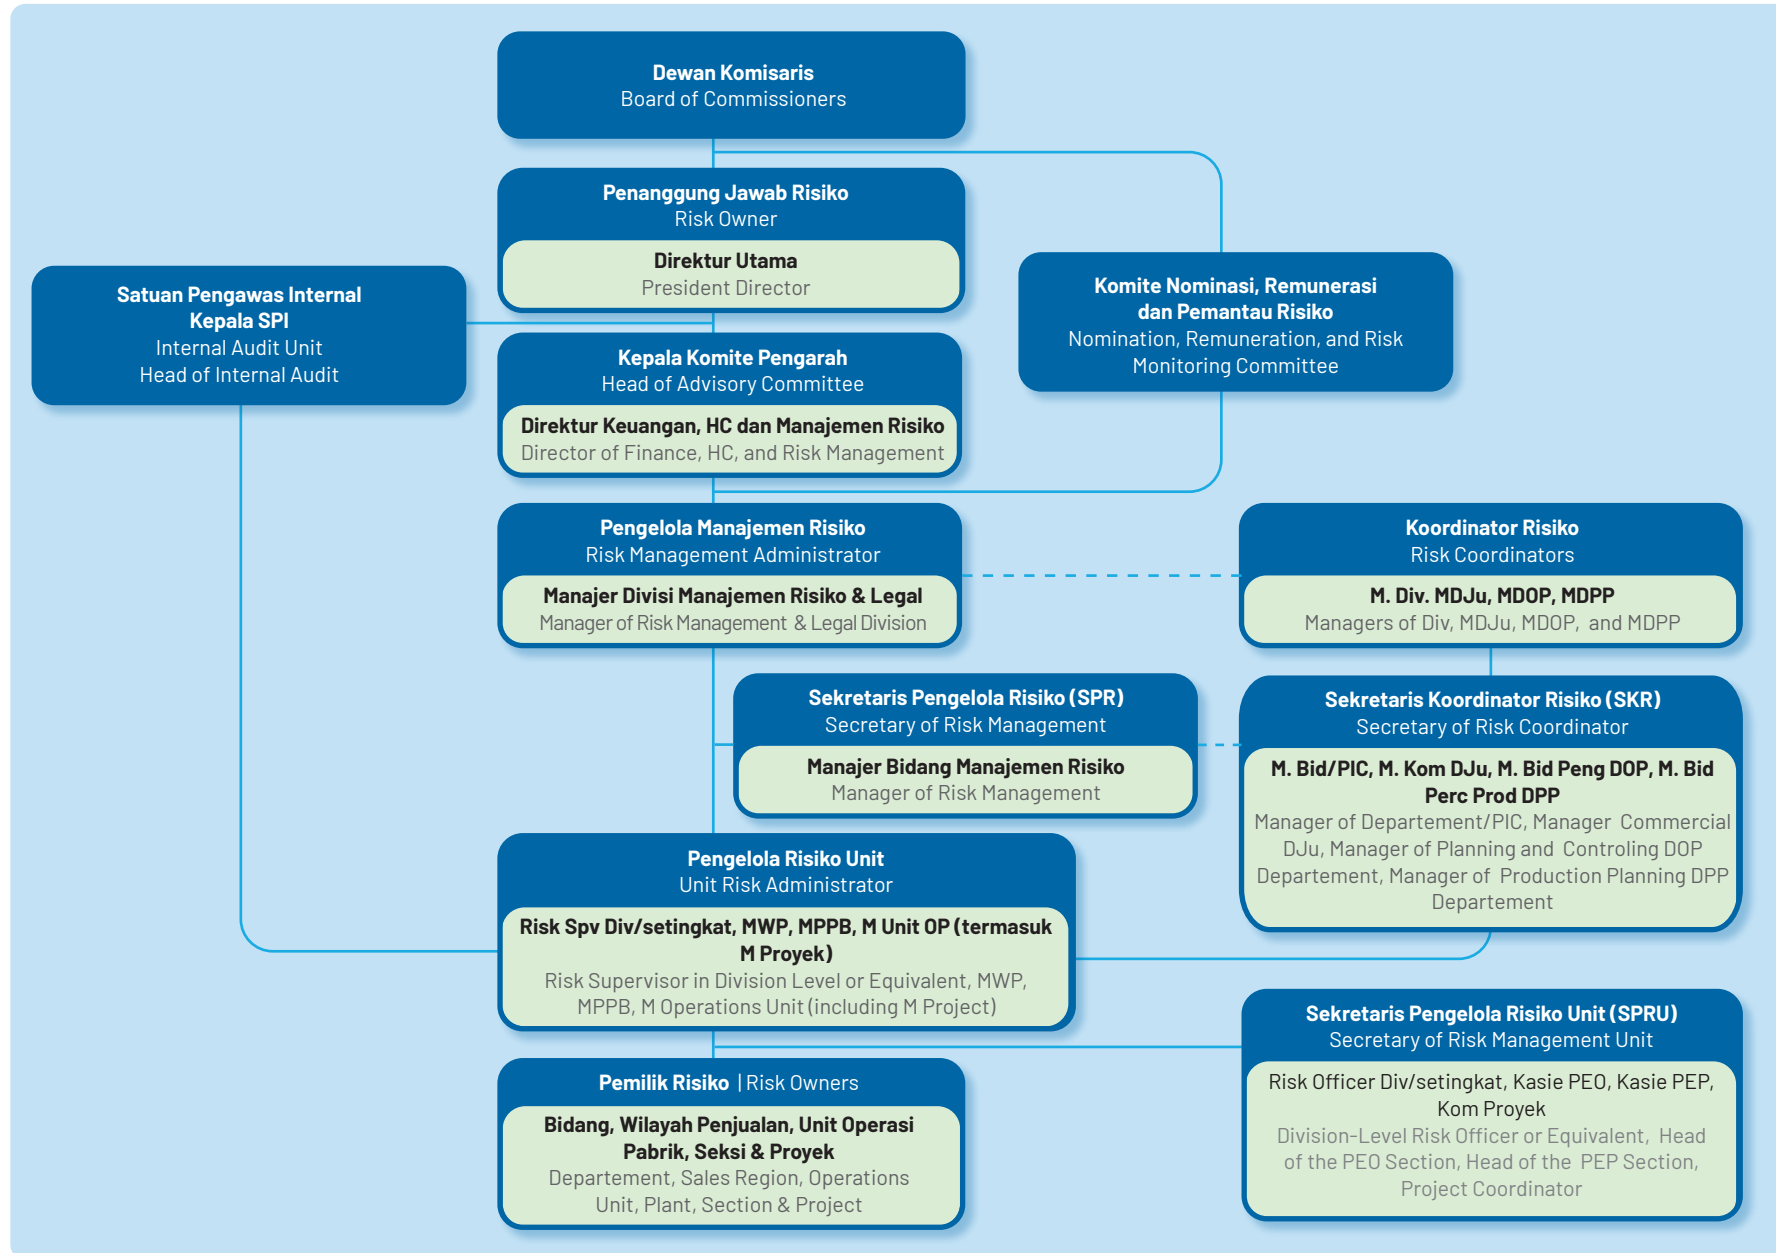 Dewan Komisaris
Board of Commissioners
Penanggung Jawab Risiko
Risk Owner
Direktur Utama
President Director
Satuan Pengawas Internal
Kepala SPI
Internal Audit Unit
Head of Internal Audit
Komite Nominasi, Remunerasi
dan Pemantau Risiko
Nomination, Remuneration, and Risk
Monitoring Committee
Kepala Komite Pengarah
Head of Advisory Committee
Direktur Keuangan, HC dan Manajemen Risiko
Director of Finance, HC, and Risk Management
Pengelola Manajemen Risiko
Risk Management Administrator
Manajer Divisi Manajemen Risiko & Legal
Manager of Risk Management & Legal Division
Koordinator Risiko
Risk Coordinators
M. Div. MDJu, MDOP, MDPP
Managers of Div, MDJu, MDOP, and MDPP
Sekretaris Pengelola Risiko (SPR)
Secretary of Risk Management
Manajer Bidang Manajemen Risiko
Manager of Risk Management
Sekretaris Koordinator Risiko (SKR)
Secretary of Risk Coordinator
M. Bid/PIC, M. Kom DJu, M. Bid Peng DOP, M. Bid
Perc Prod DPP
Manager of Departement/PIC, Manager Commercial
DJu, Manager of Planning and Controling DOP
Departement, Manager of Production Planning DPP
Departement
Pengelola Risiko Unit
Unit Risk Administrator
Risk Spv Div/setingkat, MWP, MPPB, M Unit OP (termasuk
M Proyek)
Risk Supervisor in Division Level or Equivalent, MWP,
MPPB, M Operations Unit (including M Project)
Sekretaris Pengelola Risiko Unit (SPRU)
Secretary of Risk Management Unit
Risk Officer Div/setingkat, Kasie PEO, Kasie PEP,
Kom Proyek
Division-Level Risk Officer or Equivalent, Head
of the PEO Section, Head of the PEP Section,
Project Coordinator
Pemilik Risiko | Risk Owners
Bidang, Wilayah Penjualan, Unit Operasi
Pabrik, Seksi & Proyek
Departement, Sales Region, Operations
Unit, Plant, Section & Project